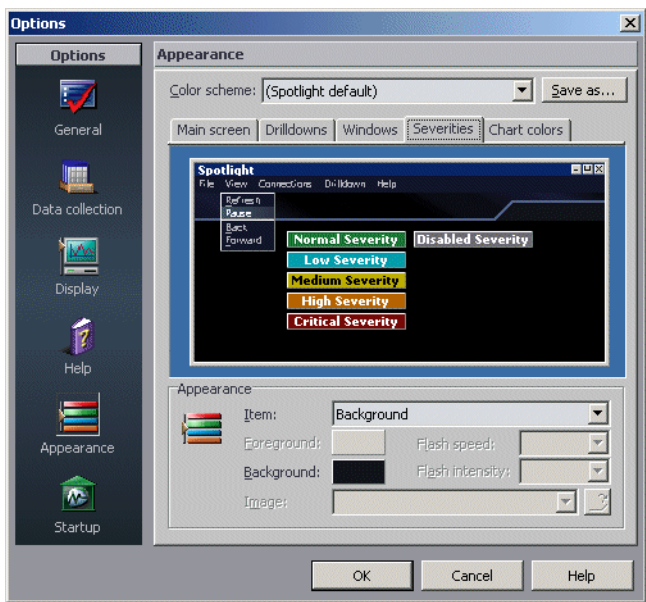 Options
Options
General
Data collection
Display
Help
Appearance
Startup
Appearance
Color scheme: (Spotlight default) Save as...
Main screen Drilldowns Windows Severities Chart colors
Spotlight
File View Connections Drilldown Help
Refresh
Pause
Back
Forward
Normal Severity Disabled Severity
Low Severity
Medium Severity
High Severity
Critical Severity
Appearance
Item: Background
Foreground: Flash speed:
Background: Flash intensity:
Image:
OK Cancel Help